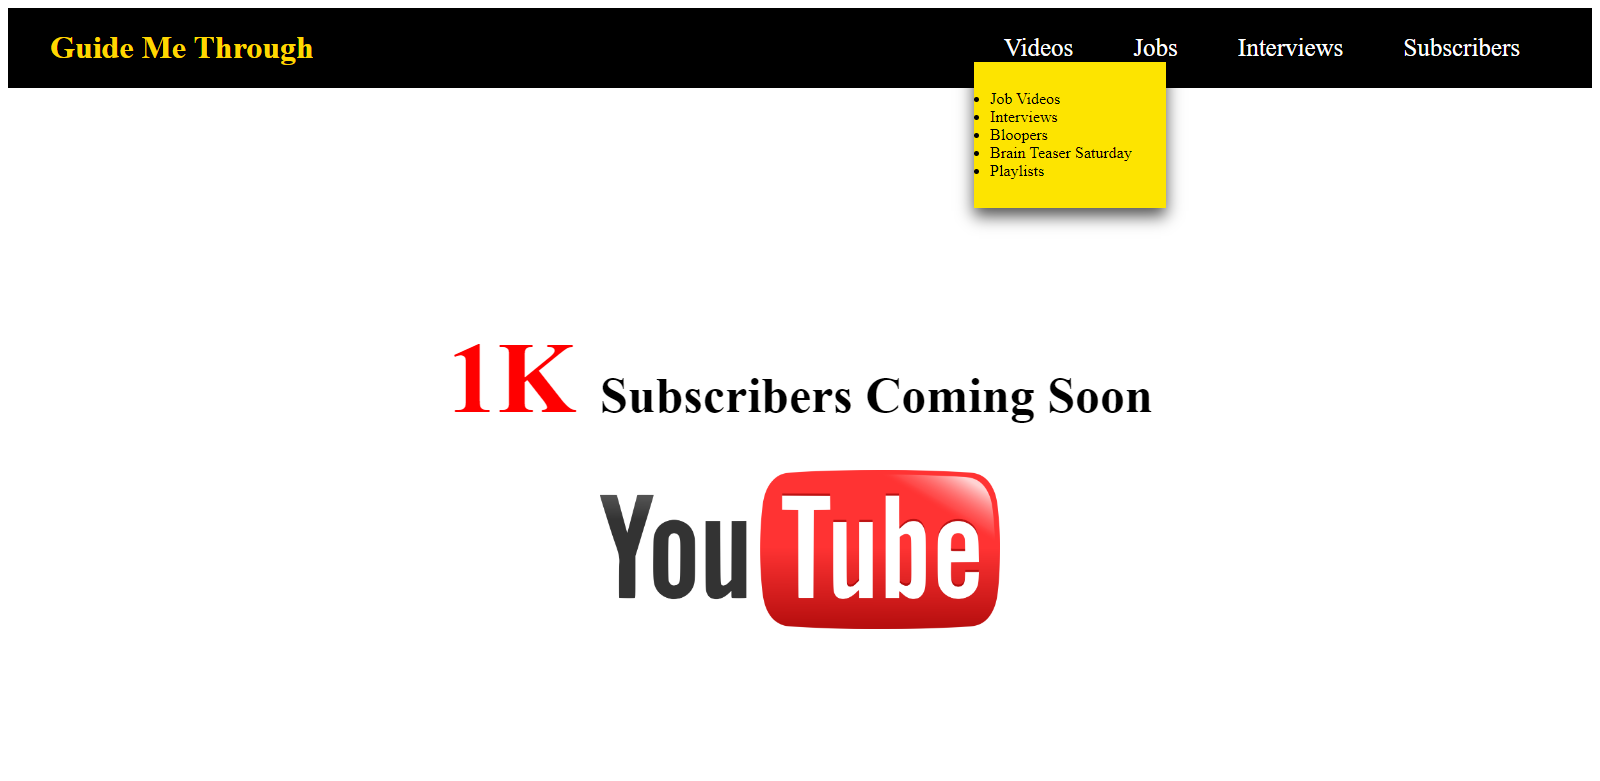 Guide Me Through Videos Jobs Interviews Subscribers
Job Videos
Interviews
Bloopers
Brain Teaser Saturday
Playlists
1K Subscribers Coming Soon
YouTube